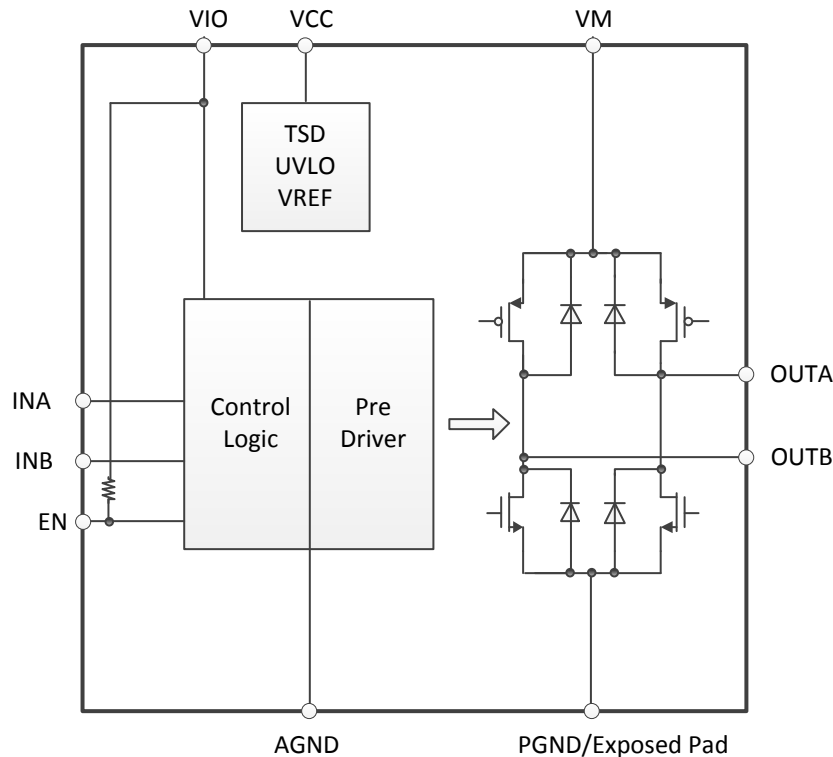 VIO
VCC
VM
TSD
UVLO
VREF
INA
INB
EN
Control
Logic
Pre
Driver
OUTA
OUTB
AGND
PGND/Exposed Pad